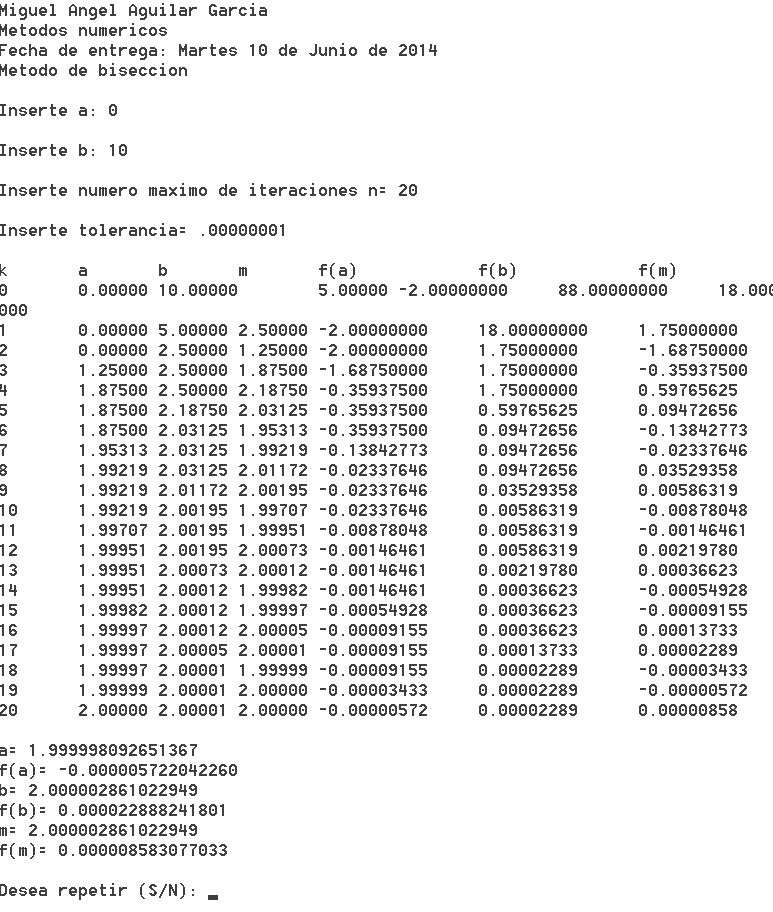 Miguel Angel Aguilar Garcia
Metodos numericos
Fecha de entrega: Martes 10 de Junio de 2014
Metodo de biseccion
Inserte a: 0
Inserte b: 10
Inserte numero maximo de iteraciones n= 20
Inserte tolerancia= .00000001
k a b m f(a) f(b) f(m)
0 0.00000 10.00000 5.00000 -2.00000000 88.00000000 18.000
000
1 0.00000 5.00000 2.50000 -2.00000000 18.00000000 1.75000000
2 0.00000 2.50000 1.25000 -2.00000000 1.75000000 -1.68750000
3 1.25000 2.50000 1.87500 -1.68750000 1.75000000 -0.35937500
4 1.87500 2.50000 2.18750 -0.35937500 1.75000000 0.59765625
5 1.87500 2.18750 2.03125 -0.35937500 0.59765625 0.09472656
6 1.87500 2.03125 1.95313 -0.35937500 0.09472656 -0.13842773
7 1.95313 2.03125 1.99219 -0.13842773 0.09472656 -0.02337646
8 1.99219 2.03125 2.01172 -0.02337646 0.09472656 0.03529358
9 1.99219 2.01172 2.00195 -0.02337646 0.03529358 0.00586319
10 1.99219 2.00195 1.99707 -0.02337646 0.00586319 -0.00878048
11 1.99707 2.00195 1.99951 -0.00878048 0.00586319 -0.00146461
12 1.99951 2.00195 2.00073 -0.00146461 0.00586319 0.00219780
13 1.99951 2.00073 2.00012 -0.00146461 0.00219780 0.00036623
14 1.99951 2.00012 1.99982 -0.00146461 0.00036623 -0.00054928
15 1.99982 2.00012 1.99997 -0.00054928 0.00036623 -0.00009155
16 1.99997 2.00012 2.00005 -0.00009155 0.00036623 0.00013733
17 1.99997 2.00005 2.00001 -0.00009155 0.00013733 0.00002289
18 1.99997 2.00001 1.99999 -0.00009155 0.00002289 -0.00003433
19 1.99999 2.00001 2.00000 -0.00003433 0.00002289 -0.00000572
20 2.00000 2.00001 2.00000 -0.00000572 0.00002289 0.00000858
a= 1.999998092651367
f(a)= -0.000005722042260
b= 2.000002861022949
f(b)= 0.000022888241801
m= 2.000002861022949
f(m)= 0.000008583077033
Desea repetir (S/N): _